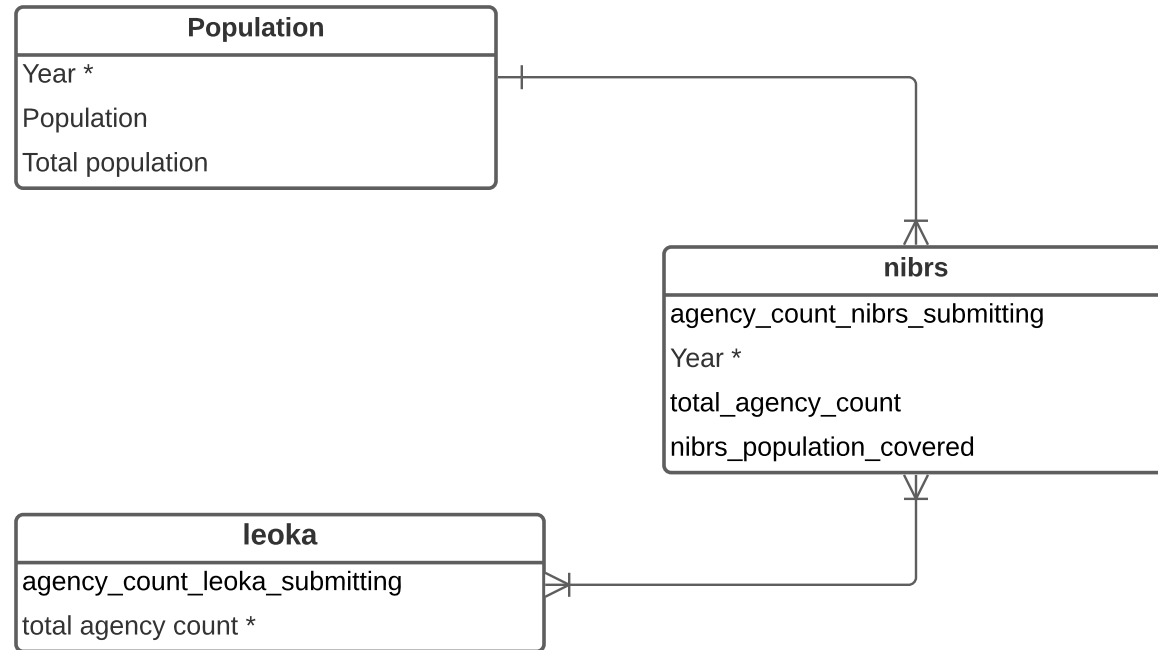 Population
Year *
Population
Total population
nibrs
agency_count_nibrs_submitting
Year *
total_agency_count
nibrs_population_covered
leoka
agency_count_leoka_submitting
total agency count *